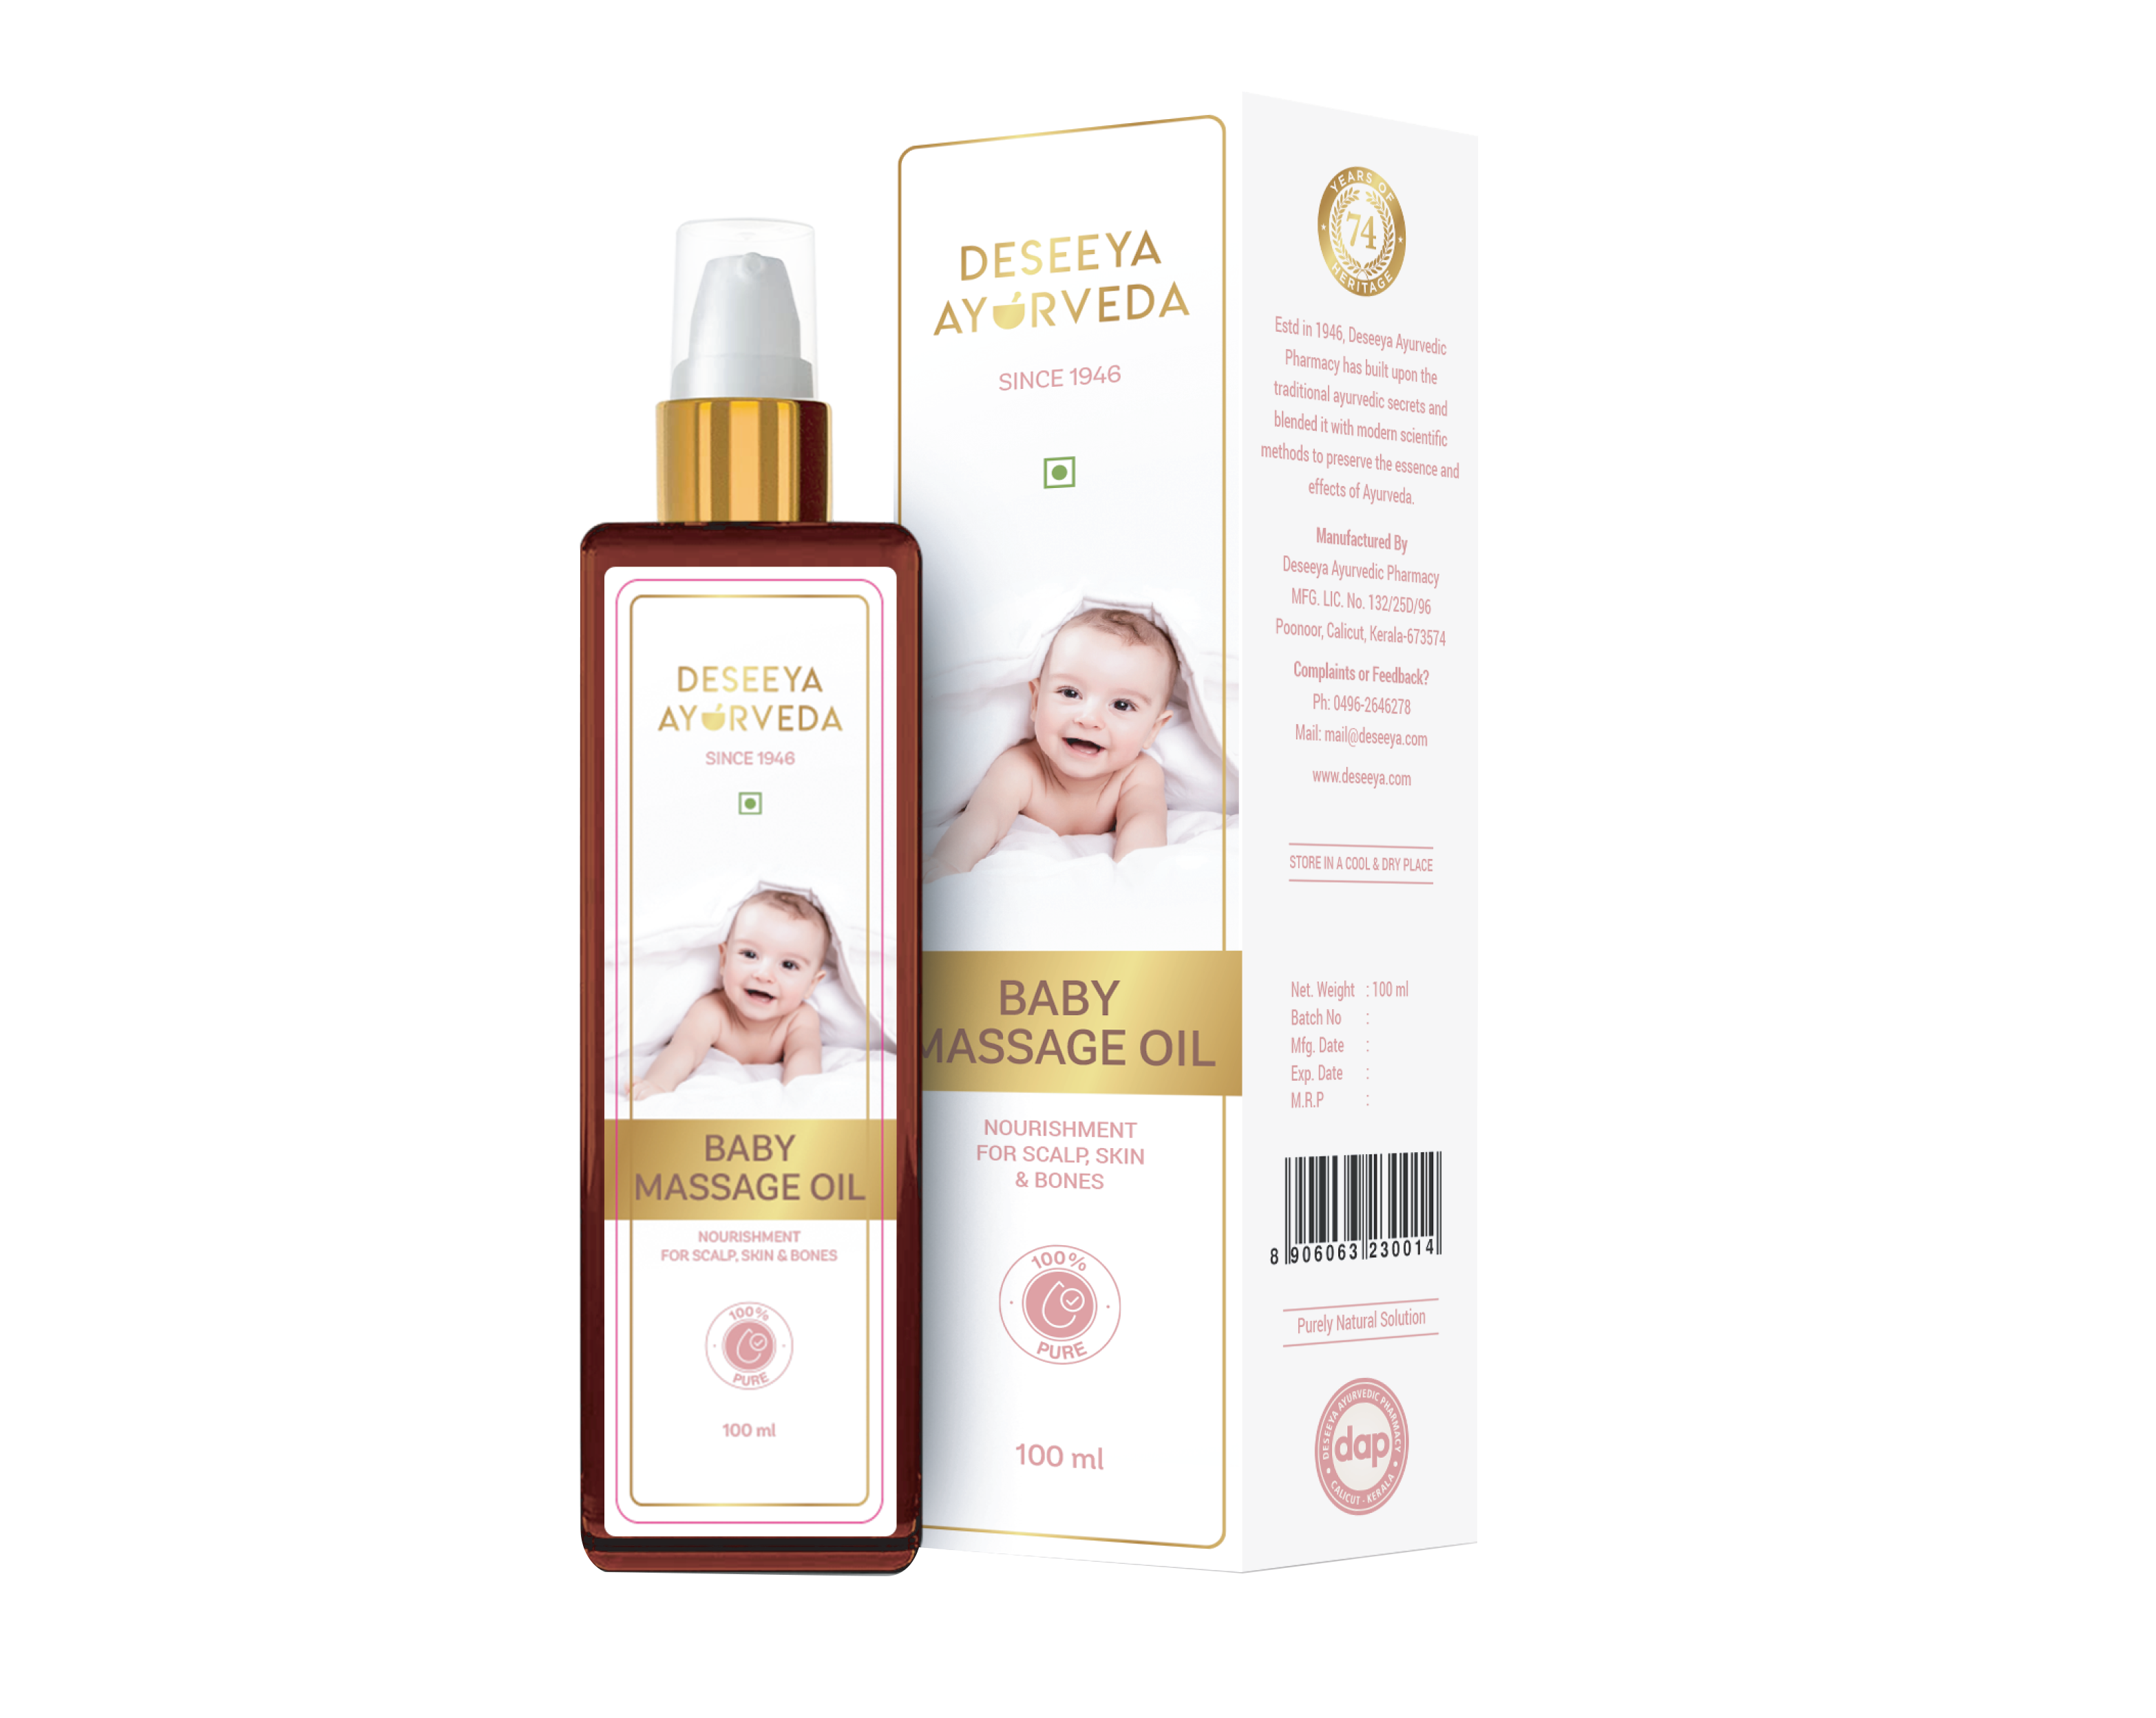 DESEEYA
AYURVEDA
SINCE 1946
BABY
MASSAGE OIL
NOURISHMENT
FOR SCALP, SKIN & BONES
100%
PURE
100 ml
DESEEYA
AYURVEDA
SINCE 1946
BABY
MASSAGE OIL
NOURISHMENT
FOR SCALP, SKIN
& BONES
100%
PURE
100 ml
YEARS OF
74
HERITAGE
Estd in 1946, Deseeya Ayurvedic
Pharmacy has built upon the
traditional ayurvedic secrets and
blended it with modern scientific
methods to preserve the essence and
effects of Ayurveda.
Manufactured By
Deseeya Ayurvedic Pharmacy
MFG. LIC. No. 132/25D/96
Poonoor, Calicut, Kerala-673574
Complaints or Feedback?
Ph: 0496-2646278
Mail: mail@deseeya.com
www.deseeya.com
STORE IN A COOL & DRY PLACE
Net. Weight : 100 ml
Batch No :
Mfg. Date :
Exp. Date :
M.R.P :
8 906063 230014
Purely Natural Solution
DESEEYA AYURVEDIC PHARMACY
dap
CALICUT - KERALA